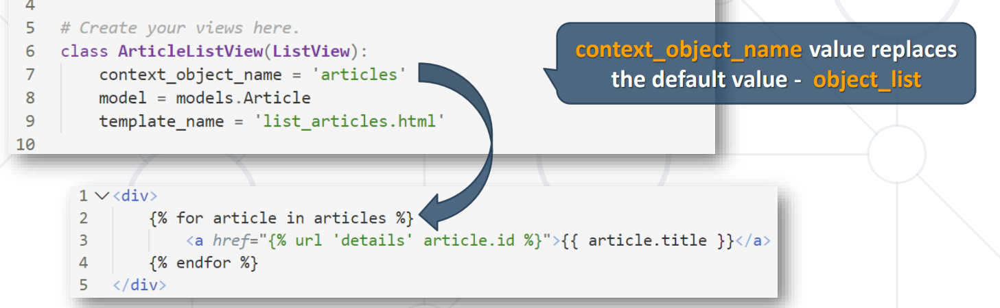 4
5 # Create your views here.
6 class ArticleListView(ListView):
7 context_object_name = 'articles'
8 model = models.Article
9 template_name = 'list_articles.html'
10
context_object_name value replaces
the default value - object_list
1 <div>
2 {% for article in articles %}
3 <a href="{% url 'details' article.id %}">{{ article.title }}</a>
4 {% endfor %}
5 </div>